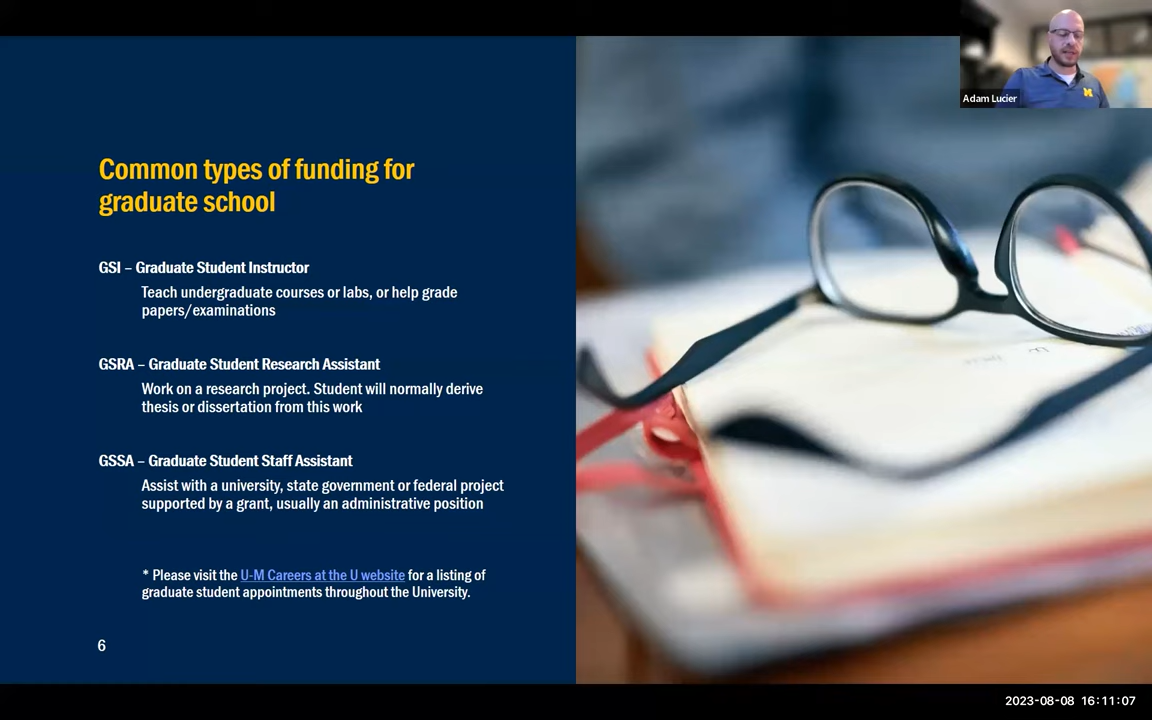 Adam Lucier
Common types of funding for
graduate school
GSI – Graduate Student Instructor
Teach undergraduate courses or labs, or help grade
papers/examinations
GSRA – Graduate Student Research Assistant
Work on a research project. Student will normally derive
thesis or dissertation from this work
GSSA – Graduate Student Staff Assistant
Assist with a university, state government or federal project
supported by a grant, usually an administrative position
* Please visit the U-M Careers at the U website for a listing of
graduate student appointments throughout the University.
6
2023-08-08 16:11:07